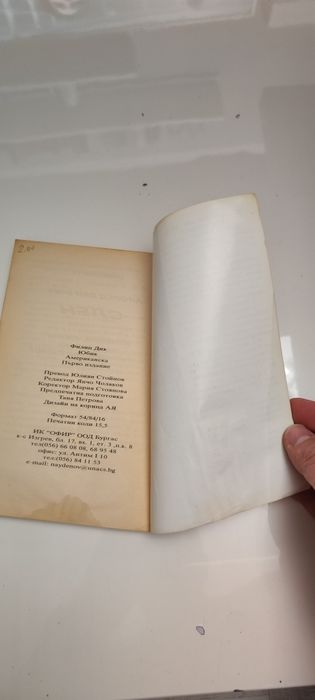 Филип Дик
Юбик
Американска
Първо издание
Превод Юлиян Стойнов
Редактор Янчо Чолаков
Коректор Мария Стоянова
Предпечатна подготовка
Таня Петрова
Дизайн на корица АЯ
Формат 54/84/16
Печатни коли 15,5
ИК "ОФИР" ООД Бургас
к-с Изгрев, бл. 17, вх. 1, ет. 3 ,п.к. 8
тел(056) 66 08 08, 68 95 48
офис: ул. Антим I 10
тел.:(056) 84 11 53
e-mail: naydenov@unacs.bg